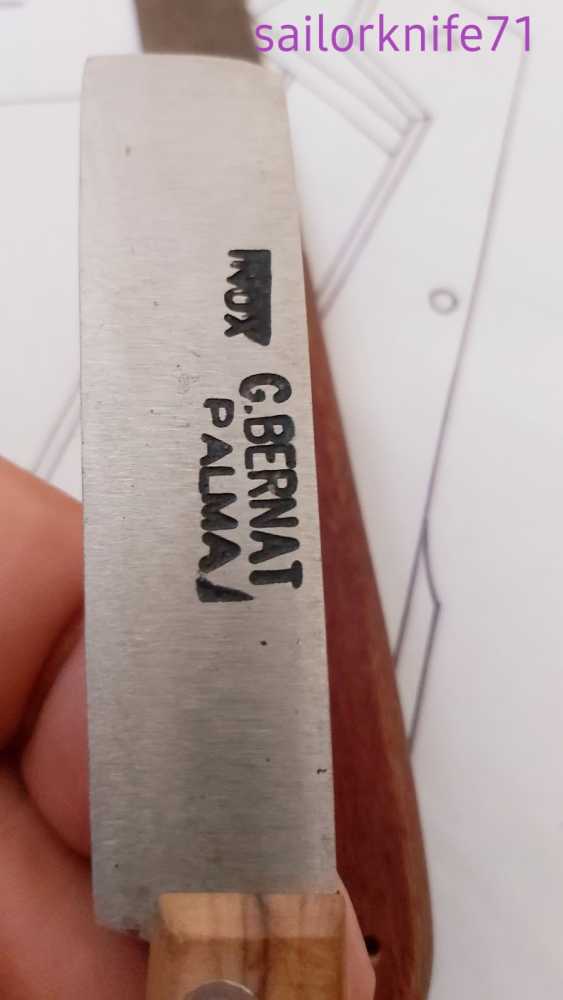 sailorknife71
INOX
G.BERNAT
PALMA